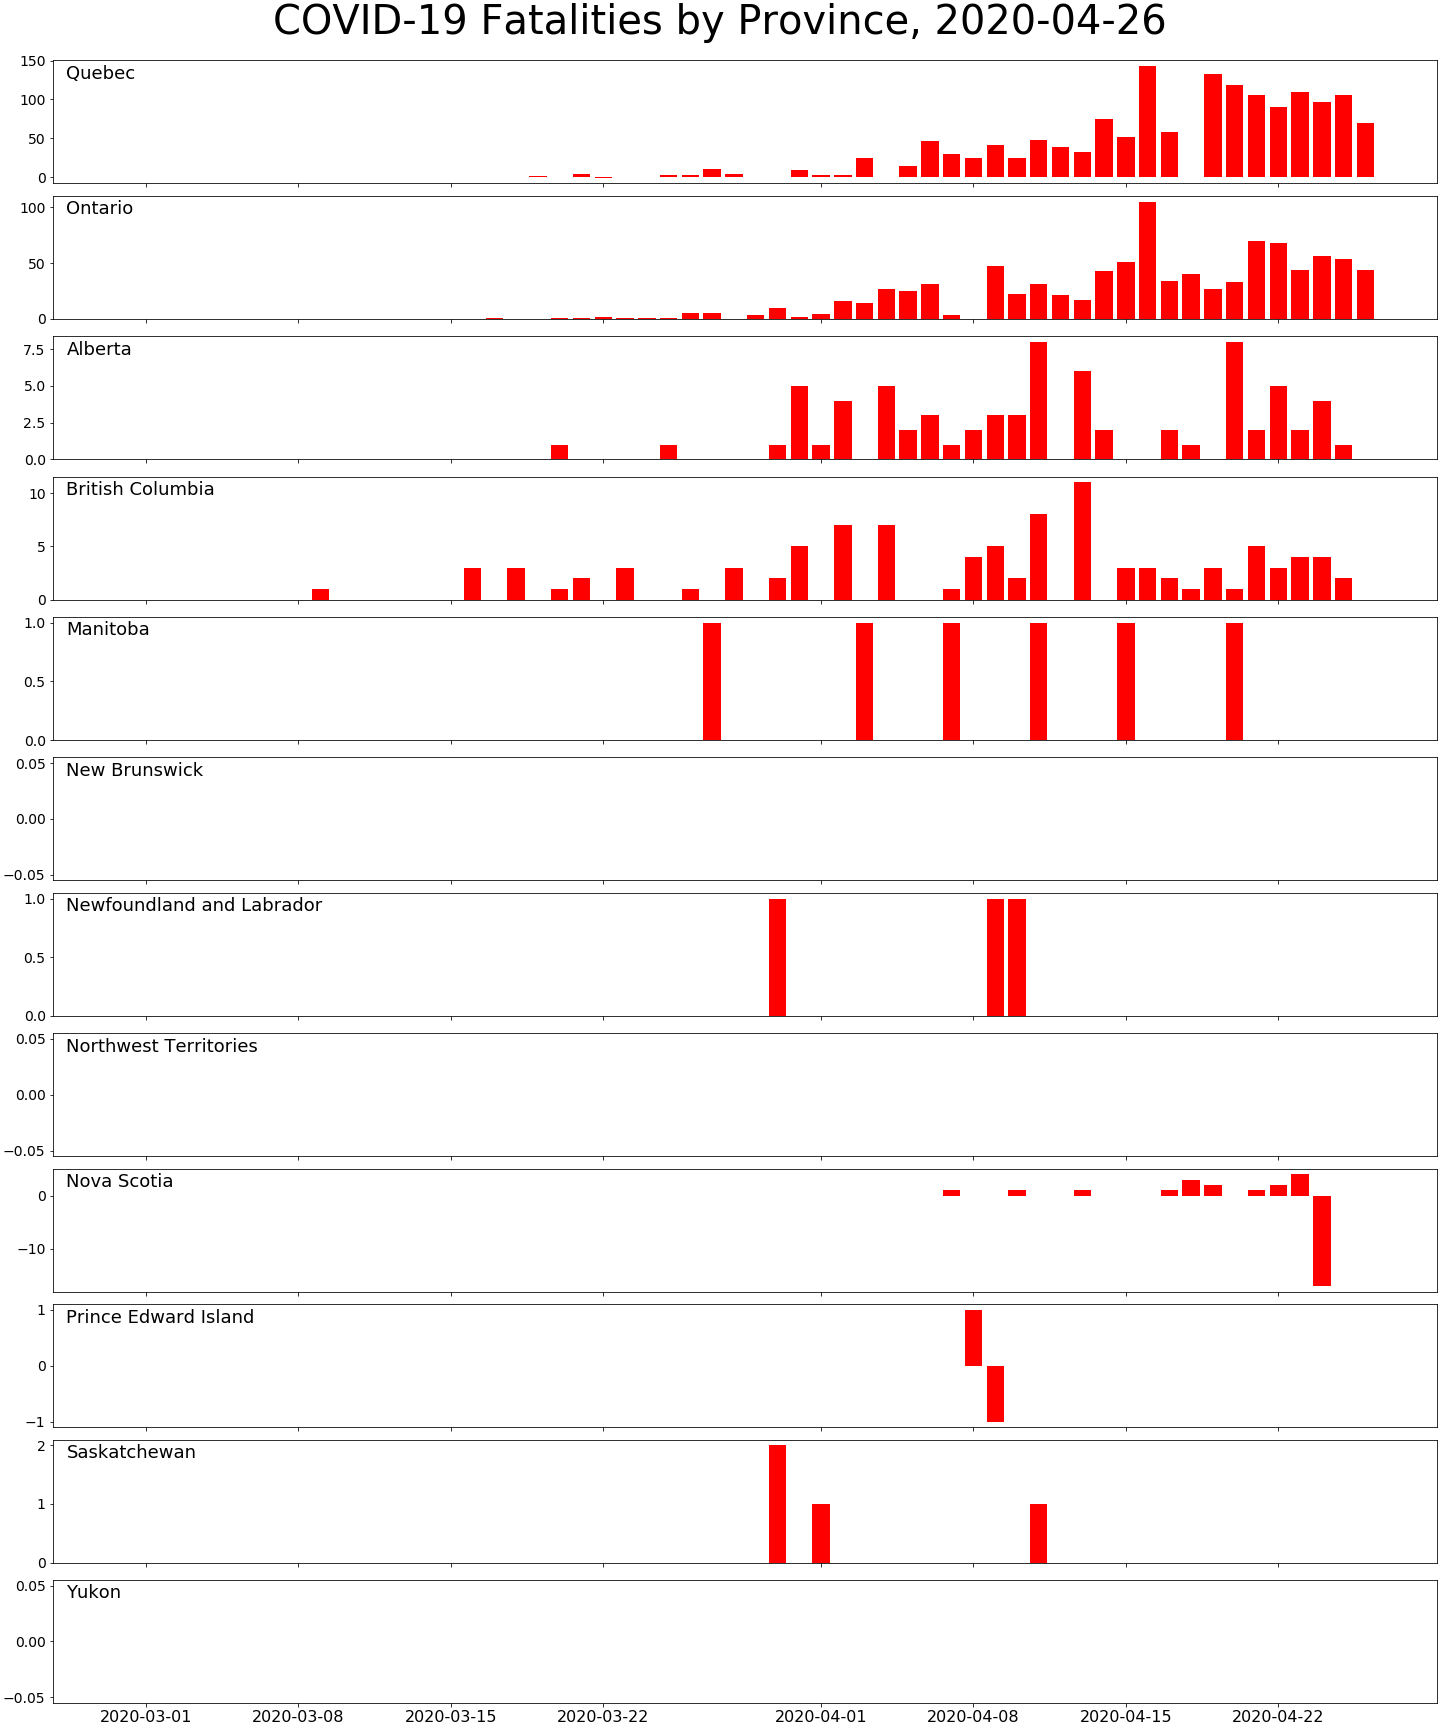 COVID-19 Fatalities by Province, 2020-04-26
150
Quebec
100
50
0
100
Ontario
50
0
7.5
Alberta
5.0
2.5
0.0
British Columbia
10
5
0
1.0
Manitoba
0.5
0.0
0.05
New Brunswick
0.00
−0.05
1.0
Newfoundland and Labrador
0.5
0.0
0.05
Northwest Territories
0.00
−0.05
Nova Scotia
0
−10
1
Prince Edward Island
0
−1
2
Saskatchewan
1
0
0.05
Yukon
0.00
−0.05
2020-03-01 2020-03-08 2020-03-15 2020-03-22 2020-04-01 2020-04-08 2020-04-15 2020-04-22